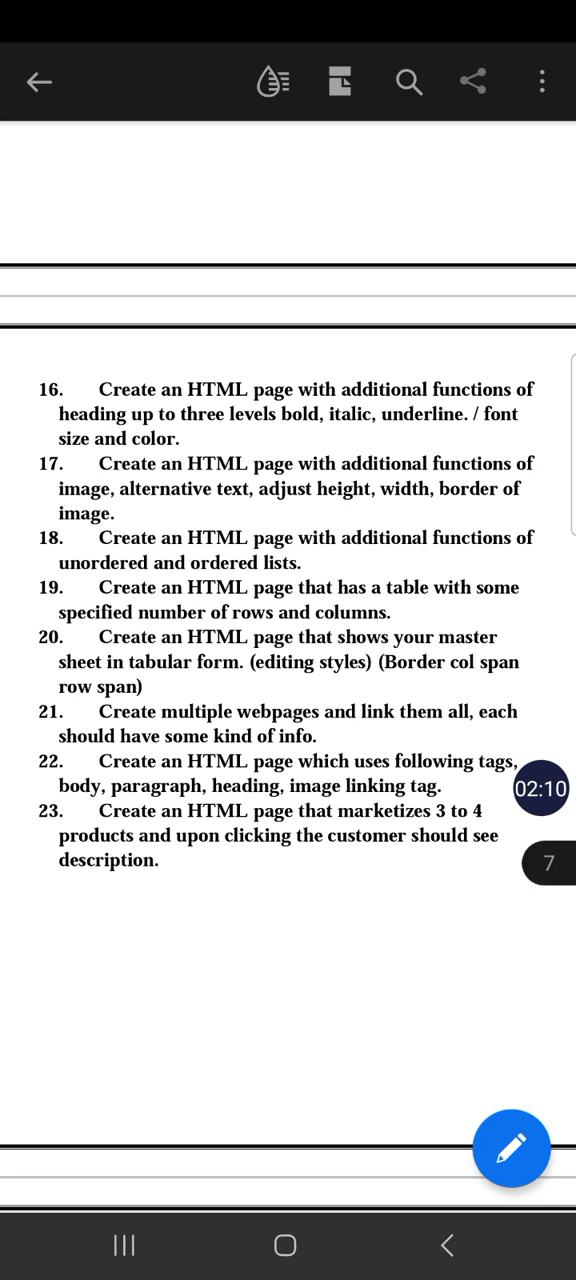 16. Create an HTML page with additional functions of
heading up to three levels bold, italic, underline. / font
size and color.
17. Create an HTML page with additional functions of
image, alternative text, adjust height, width, border of
image.
18. Create an HTML page with additional functions of
unordered and ordered lists.
19. Create an HTML page that has a table with some
specified number of rows and columns.
20. Create an HTML page that shows your master
sheet in tabular form. (editing styles) (Border col span
row span)
21. Create multiple webpages and link them all, each
should have some kind of info.
22. Create an HTML page which uses following tags,
body, paragraph, heading, image linking tag.
02:10
23. Create an HTML page that marketizes 3 to 4
products and upon clicking the customer should see
description.
7